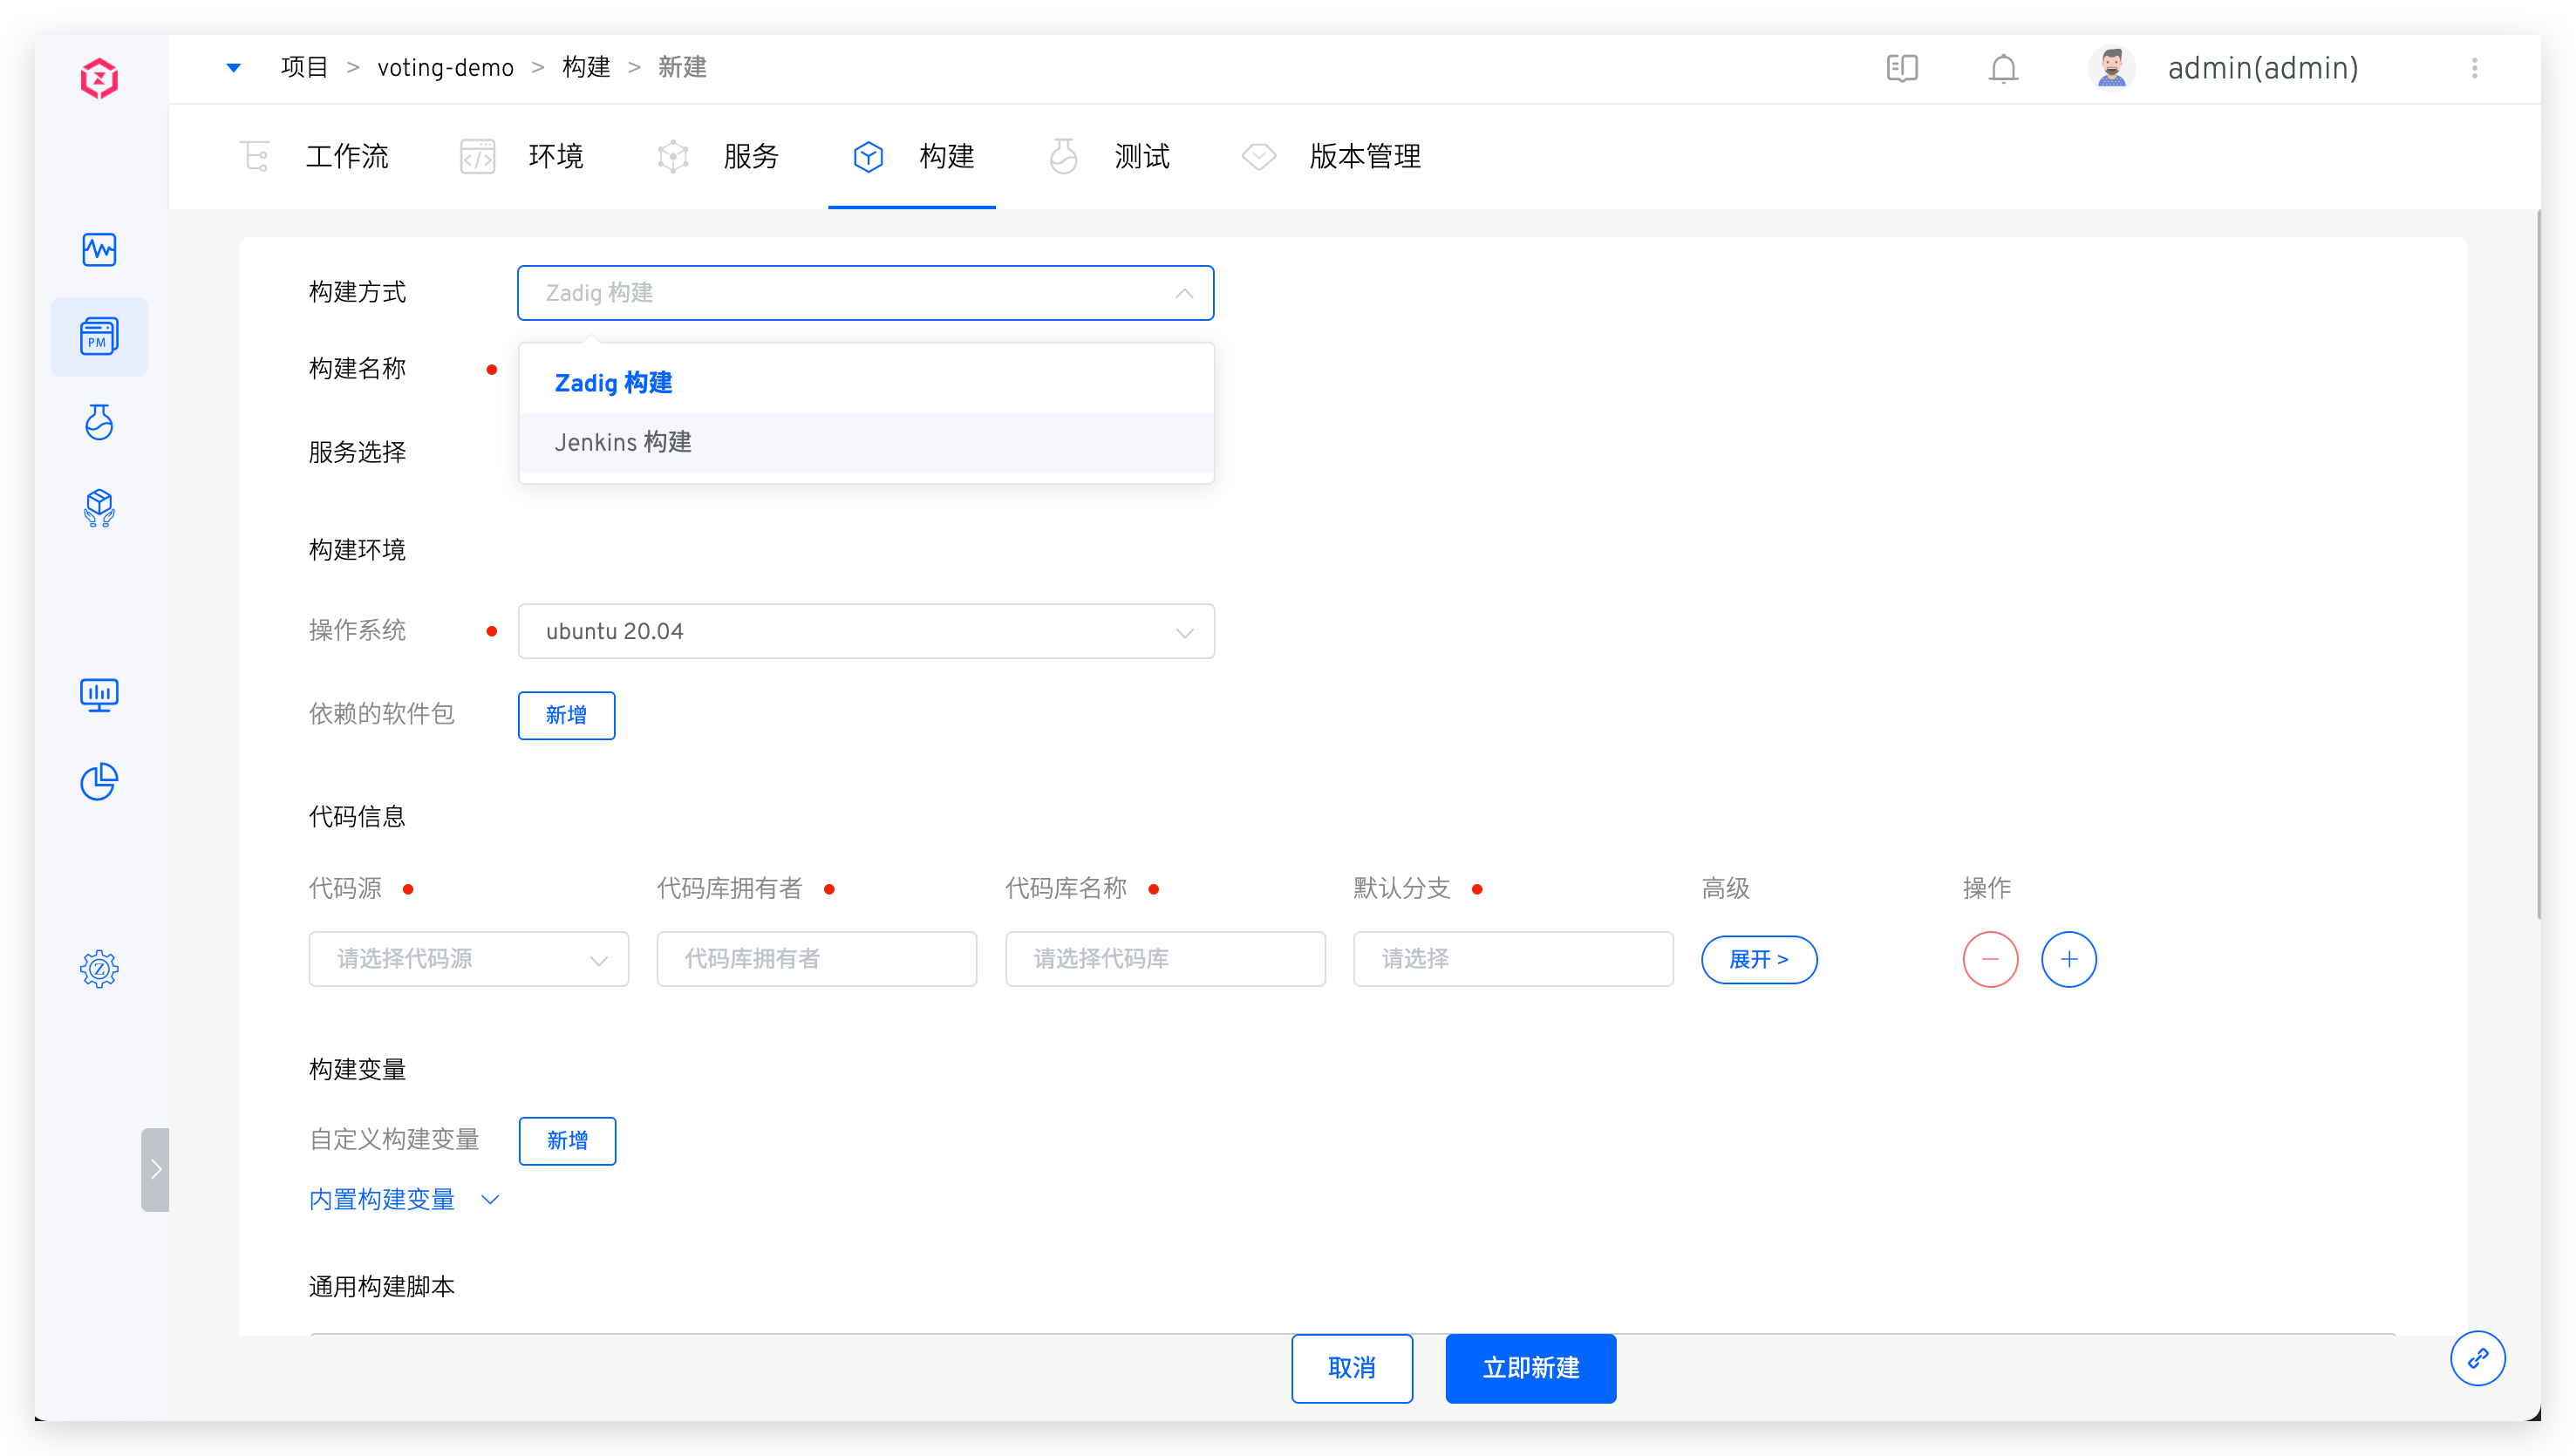 项目 > voting-demo > 构建 > 新建
admin(admin)
工作流 环境 服务 构建 测试 版本管理
PM
构建方式 Zadig 构建
构建名称
Zadig 构建
Jenkins 构建
服务选择
构建环境
操作系统 ubuntu 20.04
依赖的软件包 新增
代码信息
代码源 代码库拥有者 代码库名称 默认分支 高级 操作
请选择代码源 代码库拥有者 请选择代码库 请选择 展开 >
构建变量
自定义构建变量 新增
内置构建变量
通用构建脚本
取消 立即新建